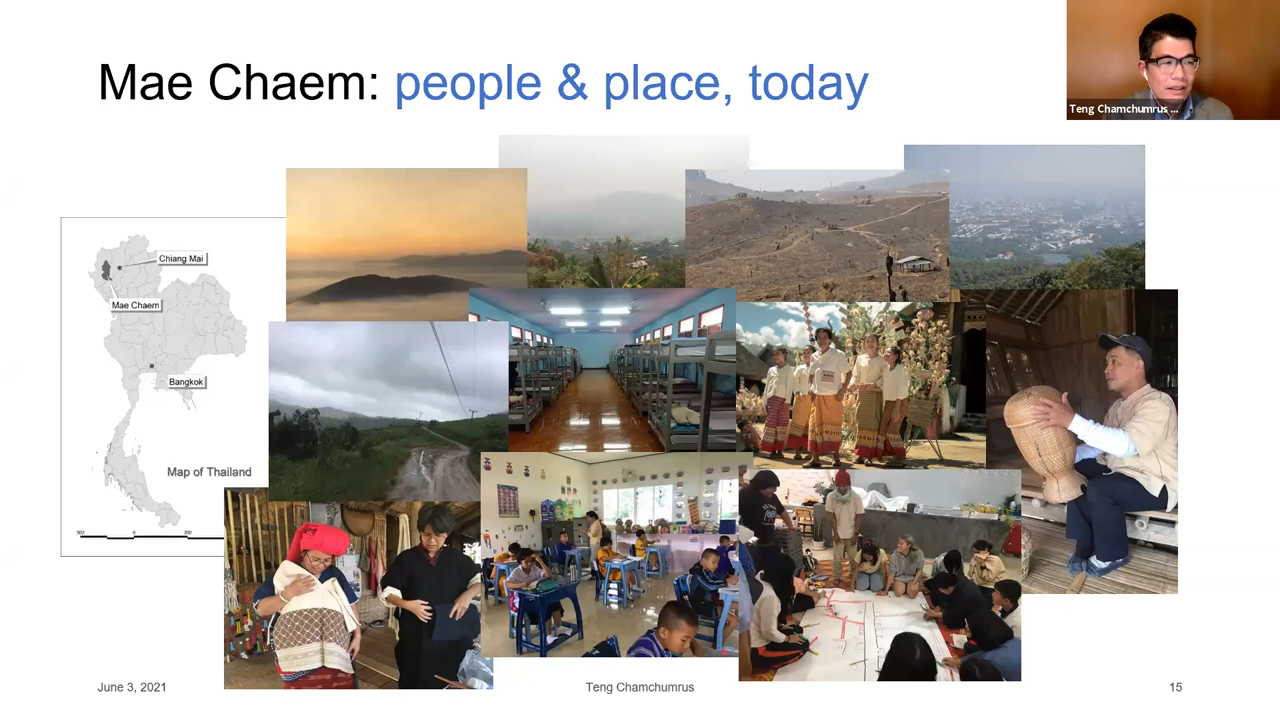 Mae Chaem: people & place, today
Teng Chamchumrus ...
Chiang Mai
Mae Chaem
Bangkok
Map of Thailand
June 3, 2021
Teng Chamchumrus
15